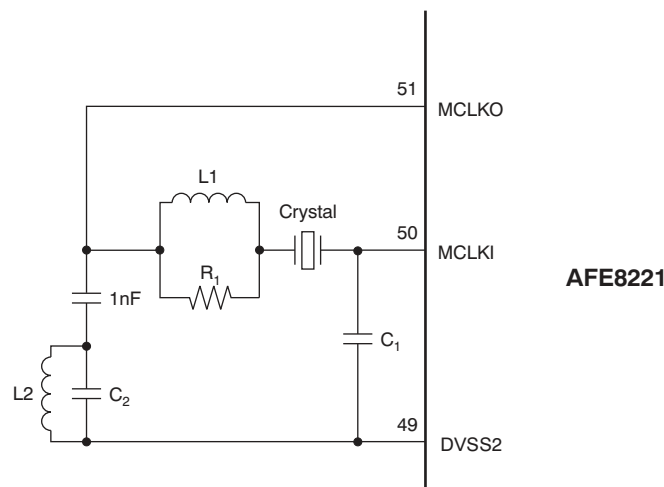 51
MCLKO
L1
Crystal
50
MCLKI
R1
AFE8221
1nF
C1
L2
C2
49
DVSS2